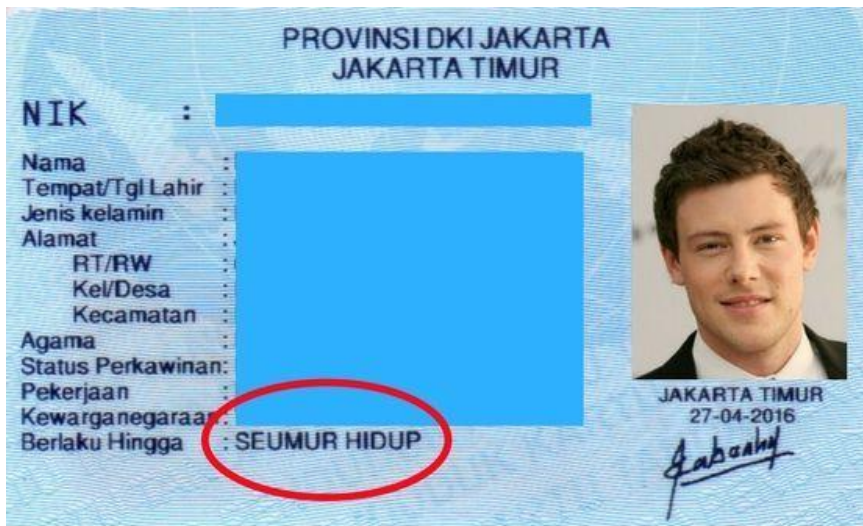 PROVINSI DKI JAKARTA
JAKARTA TIMUR
NIK :
Nama :
Tempat/Tgl Lahir :
Jenis kelamin :
Alamat :
RT/RW :
Kel/Desa :
Kecamatan :
Agama :
Status Perkawinan:
Pekerjaan :
Kewarganegaraan:
Berlaku Hingga : SEUMUR HIDUP
JAKARTA TIMUR
27-04-2016